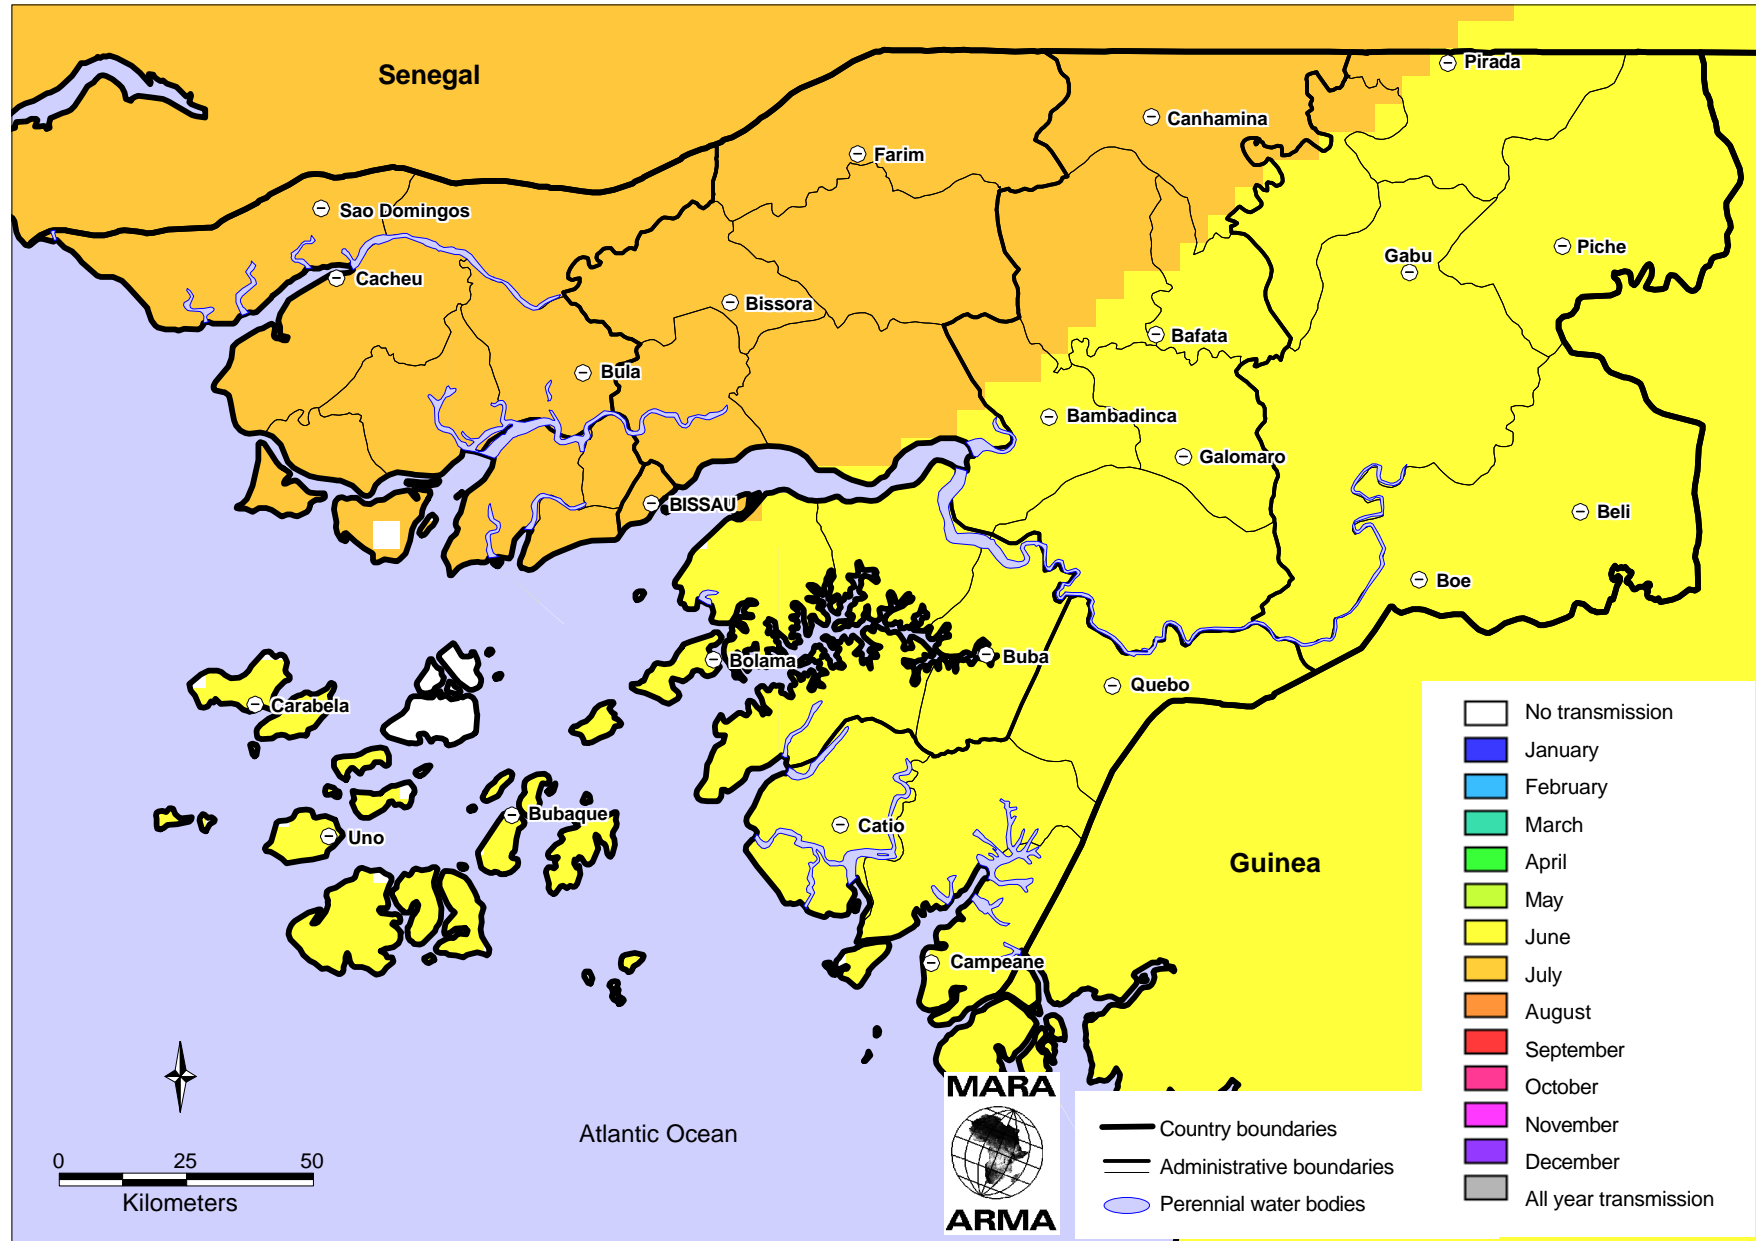 Senegal
Pirada
Canhamina
Farim
Sao Domingos
Gabu
Piche
Cacheu
Bissora
Bafata
Bula
Bambadinca
Galomaro
BISSAU
Beli
Boe
Bolama
Buba
Quebo
Carabela
Bubaque
Uno
Catio
Guinea
Campeane
Atlantic Ocean
0 25 50
Kilometers
MARA
ARMA
Country boundaries
Administrative boundaries
Perennial water bodies
No transmission
January
February
March
April
May
June
July
August
September
October
November
December
All year transmission